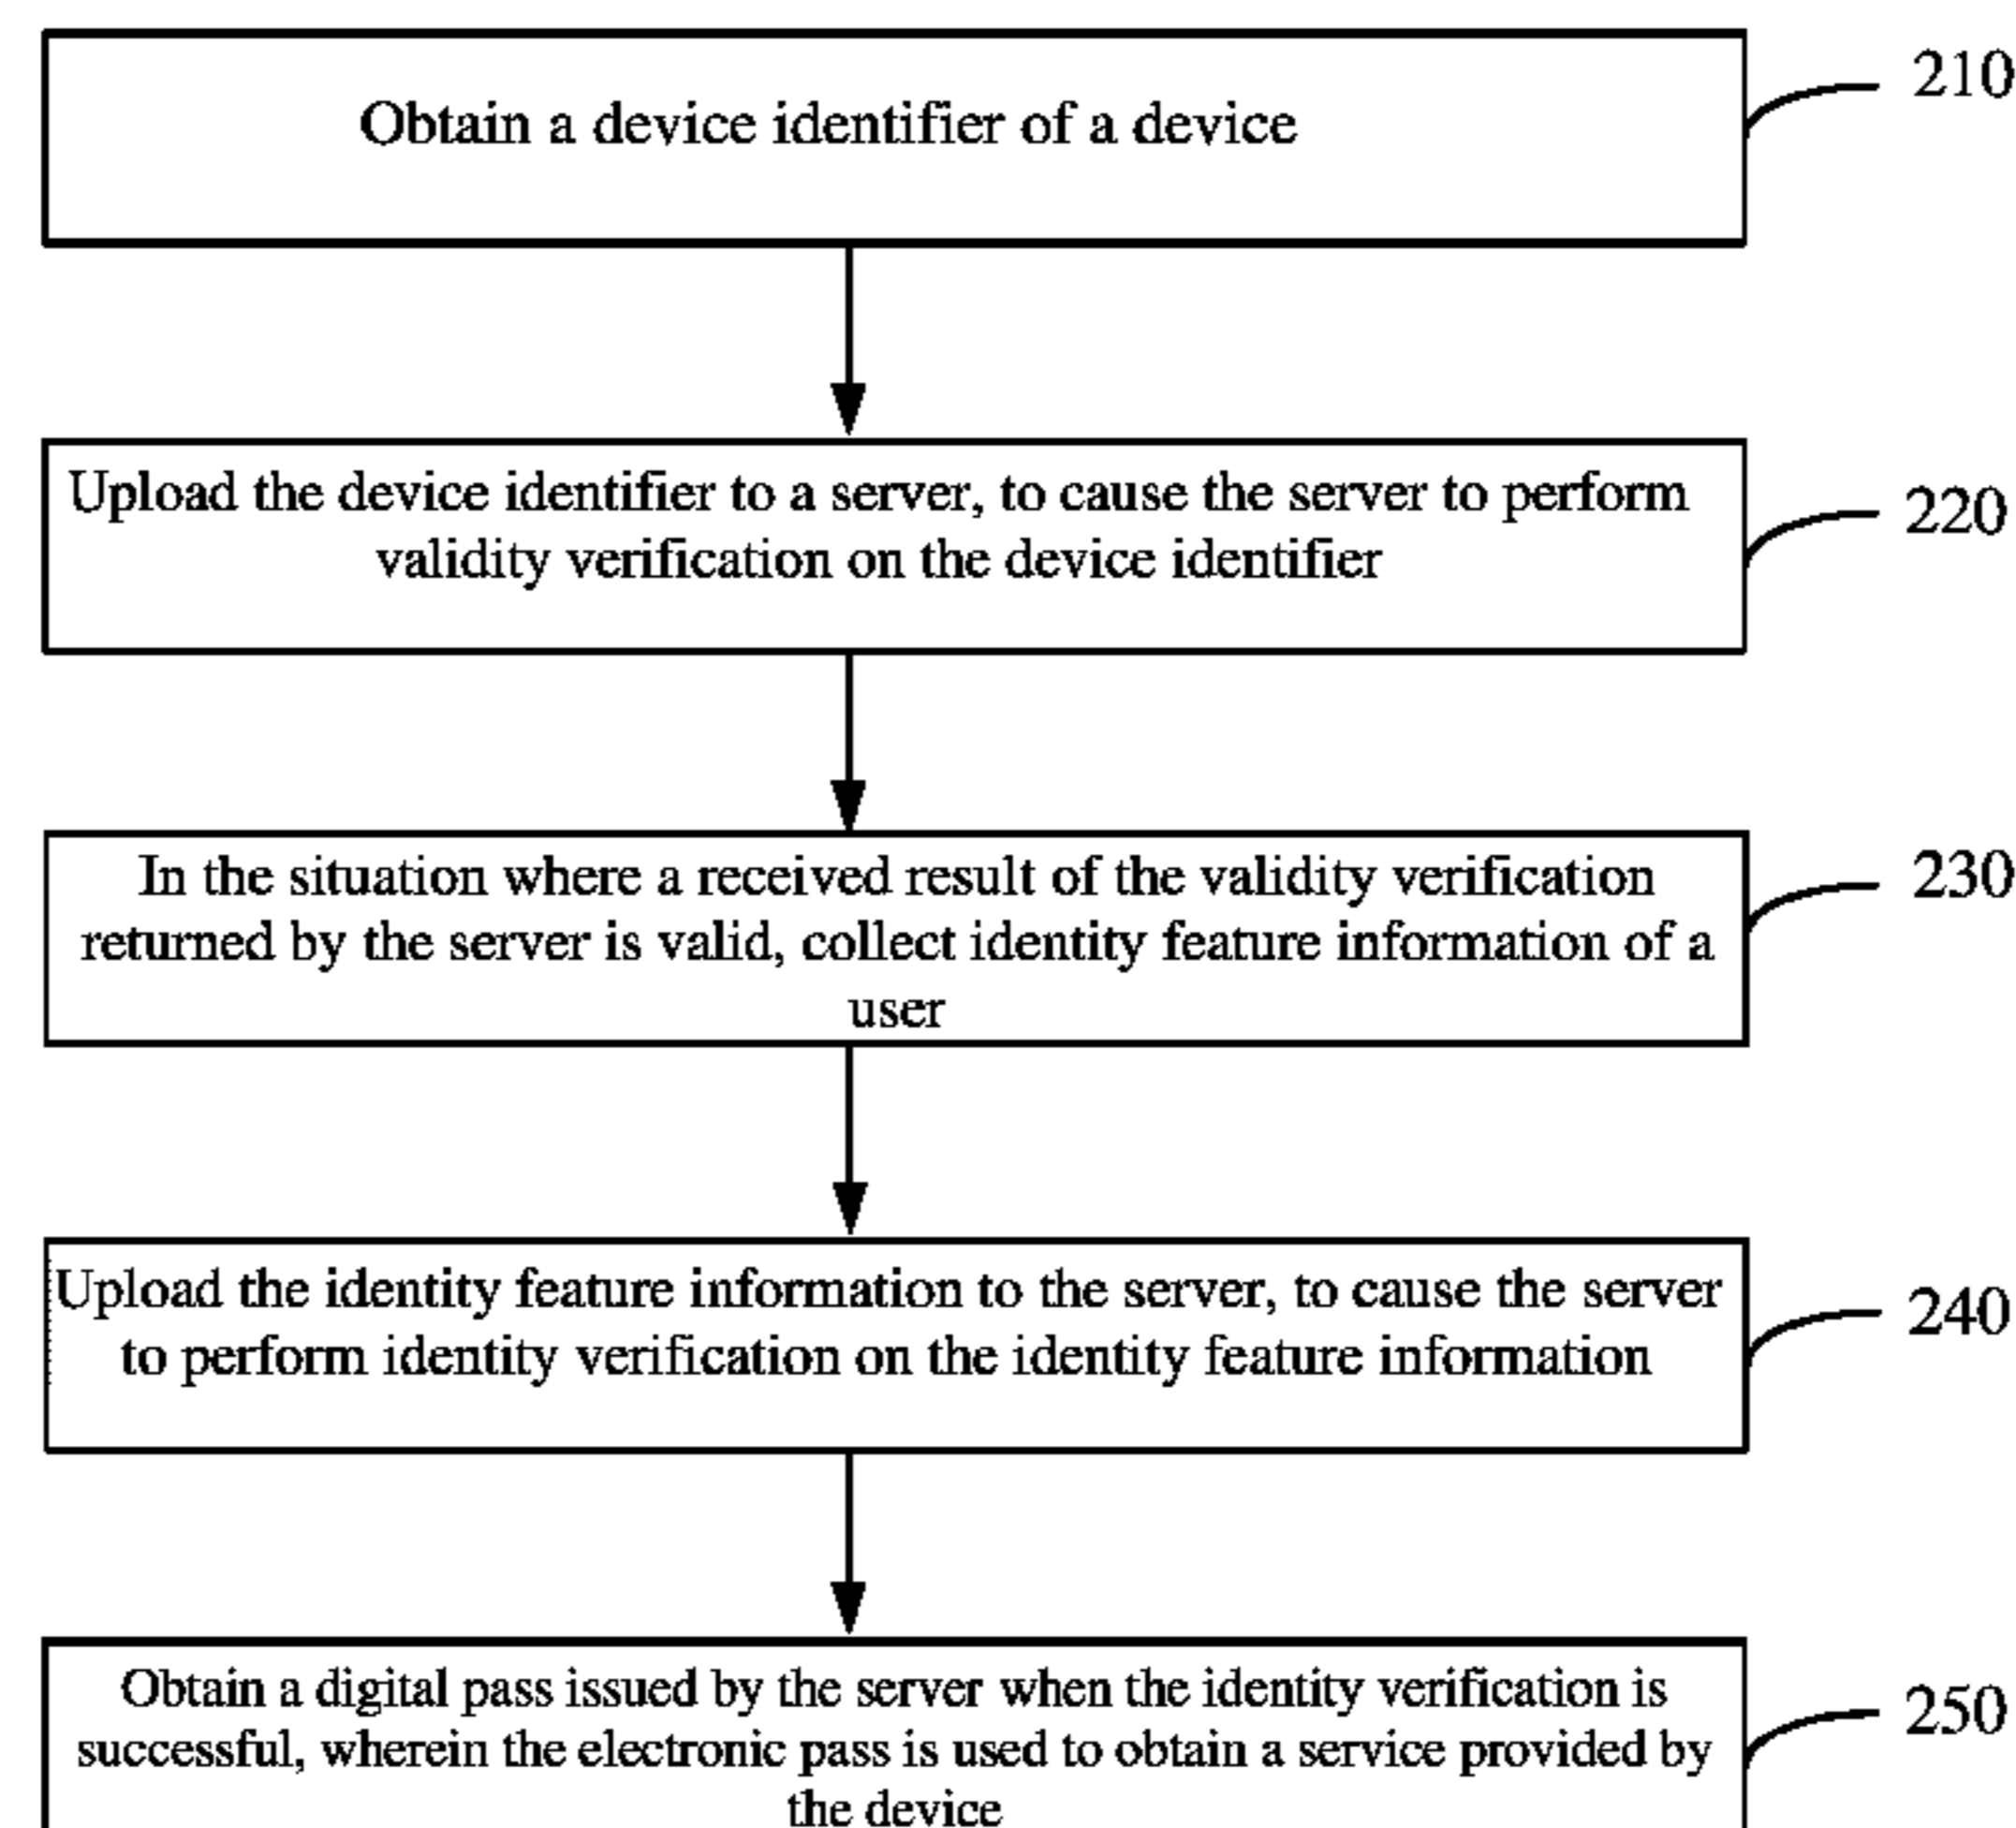 Obtain a device identifier of a device
210
Upload the device identifier to a server, to cause the server to perform
validity verification on the device identifier
220
In the situation where a received result of the validity verification
returned by the server is valid, collect identity feature information of a
user
230
Upload the identity feature information to the server, to cause the server
to perform identity verification on the identity feature information
240
Obtain a digital pass issued by the server when the identity verification is
successful, wherein the electronic pass is used to obtain a service provided by
the device
250